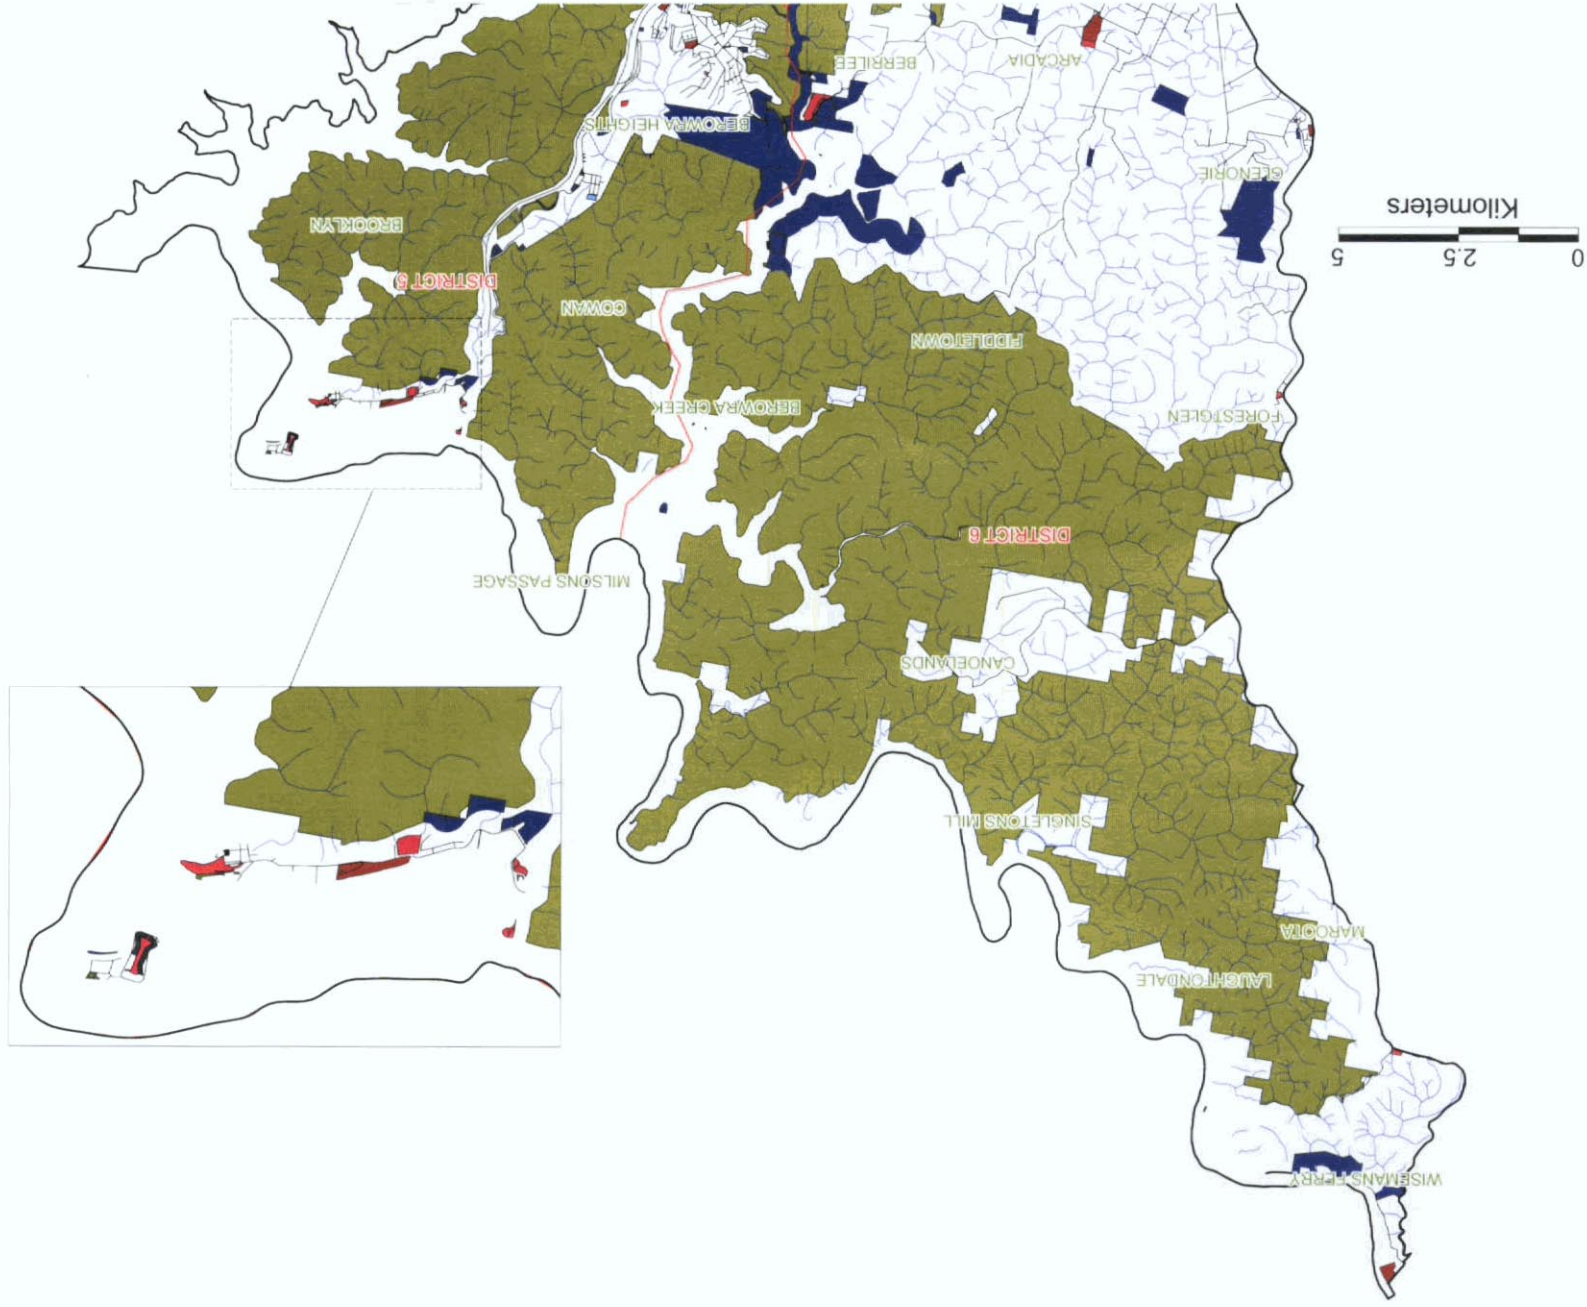 WISEMANS FERRY
LAUGHTONDALE
MAROOTA
SINGLETONS MILL
CANOELANDS
MILSONS PASSAGE
DISTRICT 6
FORESTGLEN
BEROWRA CREEK
FIDDLETOWN
COWAN
DISTRICT 5
0 2.5 5
Kilometers
BROOKLYN
GLENORIE
BEROWRA HEIGHTS
ARCADIA
BERRILEE